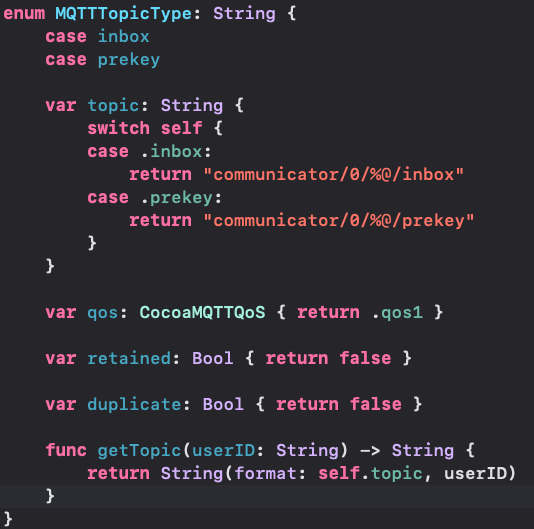 enum MQTTTopicType: String {
    case inbox
    case prekey

    var topic: String {
        switch self {
        case .inbox:
            return "communicator/0/%@/inbox"
        case .prekey:
            return "communicator/0/%@/prekey"
        }
    }

    var qos: CocoaMQTTQoS { return .qos1 }

    var retained: Bool { return false }

    var duplicate: Bool { return false }

    func getTopic(userID: String) -> String {
        return String(format: self.topic, userID)
    }
}